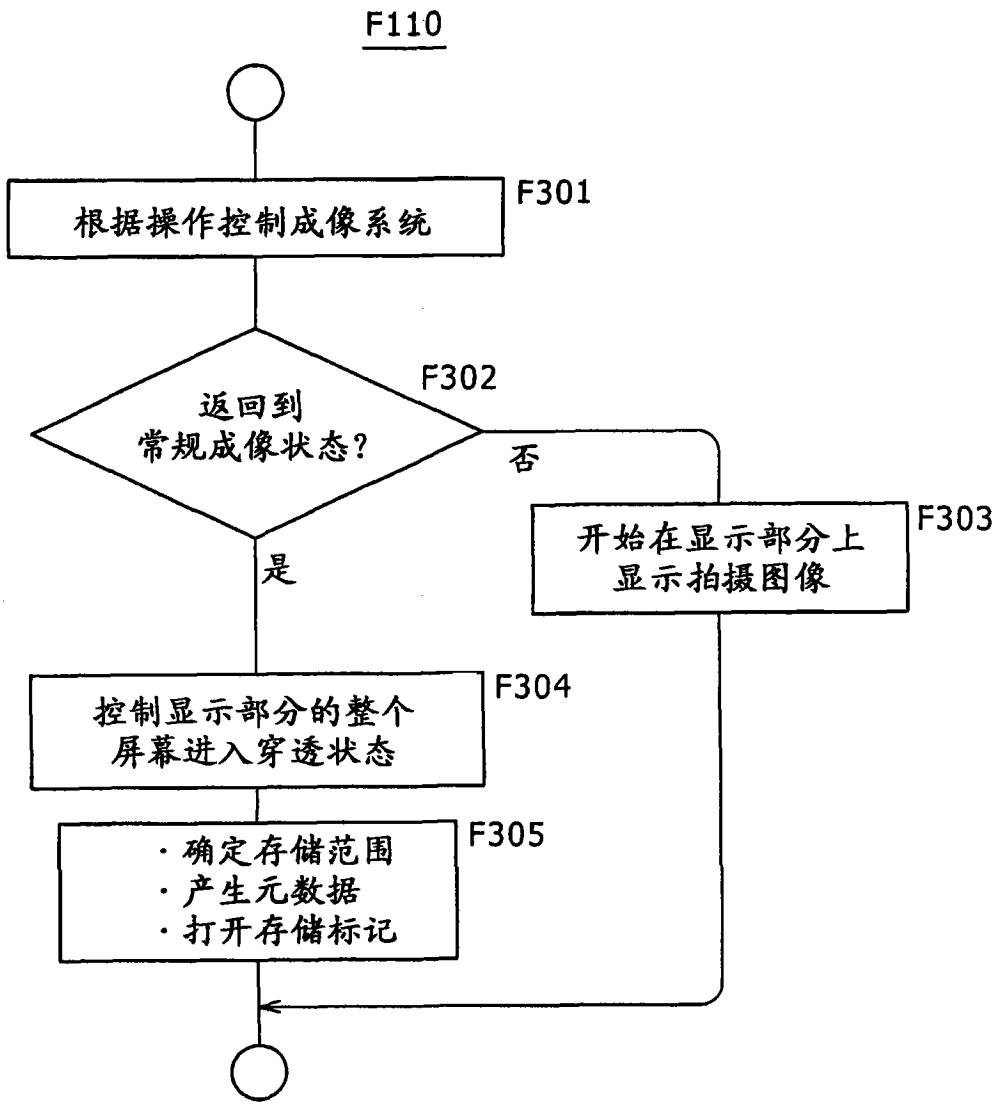 F110
F301
根据操作控制成像系统
F302
返回到
常规成像状态?
否
F303
开始在显示部分上
显示拍摄图像
是
F304
控制显示部分的整个
屏幕进入穿透状态
F305
·确定存储范围
·产生元数据
·打开存储标记